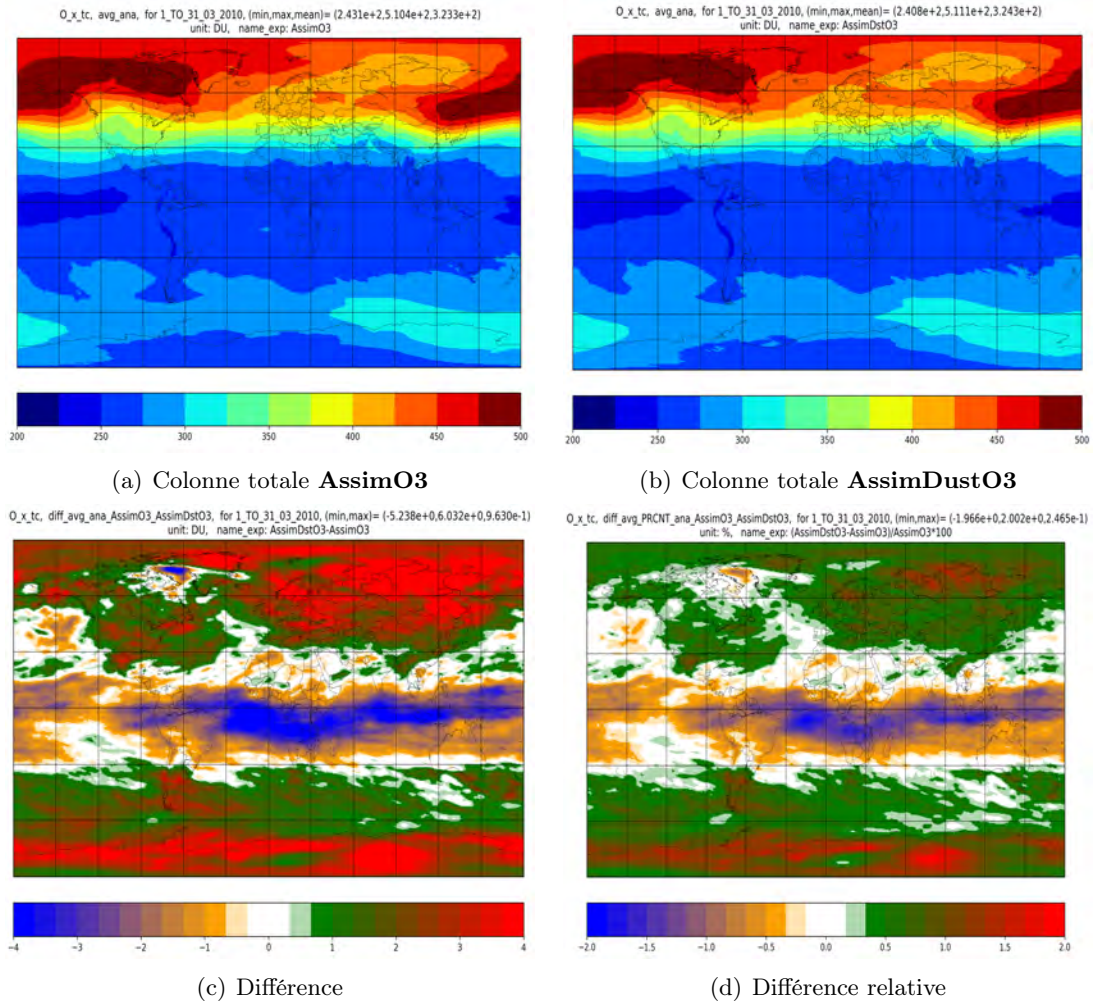 O_x_tc, avg_ana, for 1_TO_31_03_2010, (min,max,mean)= (2.431e+2,5.104e+2,3.233e+2)
unit: DU, name_exp: AssimO3
200 250 300 350 400 450 500
(a) Colonne totale AssimO3
O_x_tc, avg_ana, for 1_TO_31_03_2010, (min,max,mean)= (2.408e+2,5.111e+2,3.243e+2)
unit: DU, name_exp: AssimDstO3
200 250 300 350 400 450 500
(b) Colonne totale AssimDustO3
O_x_tc, diff_avg_ana_AssimO3_AssimDstO3, for 1_TO_31_03_2010, (min,max)= (-5.238e+0,6.032e+0,9.630e-1)
unit: DU, name_exp: AssimDstO3-AssimO3
−4 −3 −2 −1 0 1 2 3 4
(c) Différence
O_x_tc, diff_avg_PRCNT_ana_AssimO3_AssimDstO3, for 1_TO_31_03_2010, (min,max)= (-1.966e+0,2.002e+0,2.465e-1)
unit: %, name_exp: (AssimDstO3-AssimO3)/AssimO3*100
−2.0 −1.5 −1.0 −0.5 0.0 0.5 1.0 1.5 2.0
(d) Différence relative